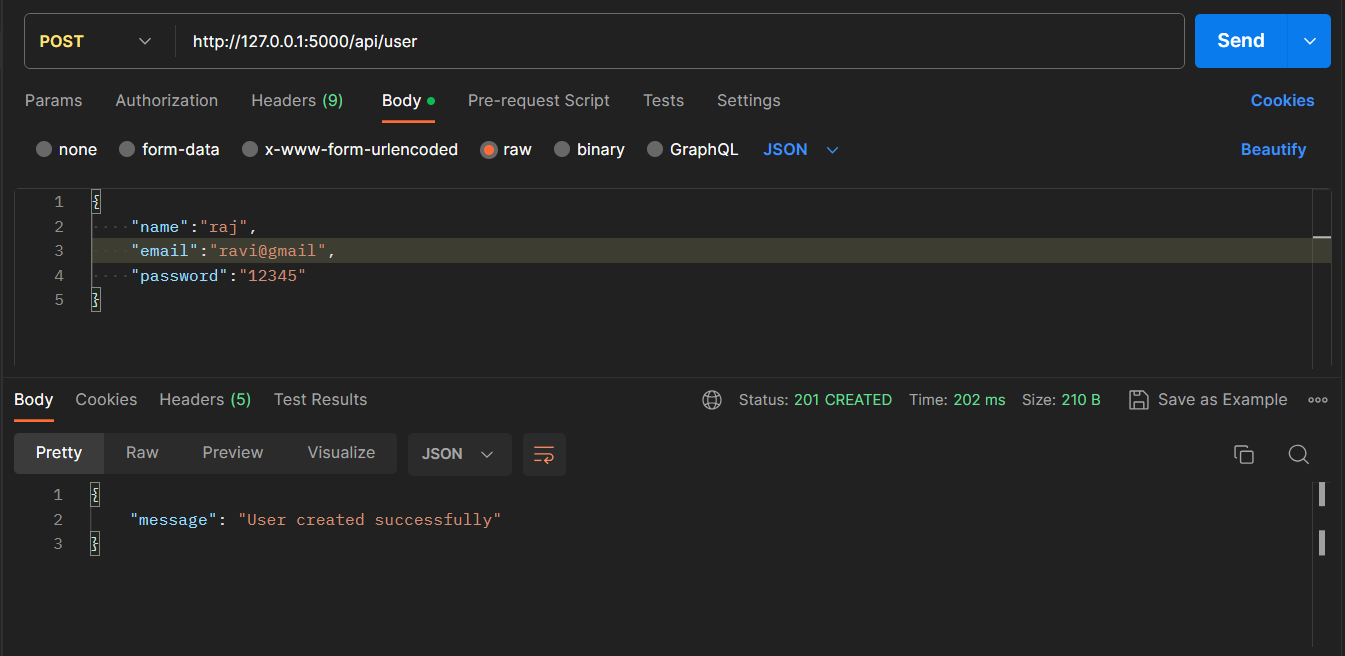 POST http://127.0.0.1:5000/api/user Send
Params Authorization Headers (9) Body Pre-request Script Tests Settings Cookies
none form-data x-www-form-urlencoded raw binary GraphQL JSON Beautify
1 {
2 "name":"raj",
3 "email":"ravi@gmail",
4 "password":"12345"
5 }
Body Cookies Headers (5) Test Results Status: 201 CREATED Time: 202 ms Size: 210 B Save as Example
Pretty Raw Preview Visualize JSON
1 {
2 "message": "User created successfully"
3 }